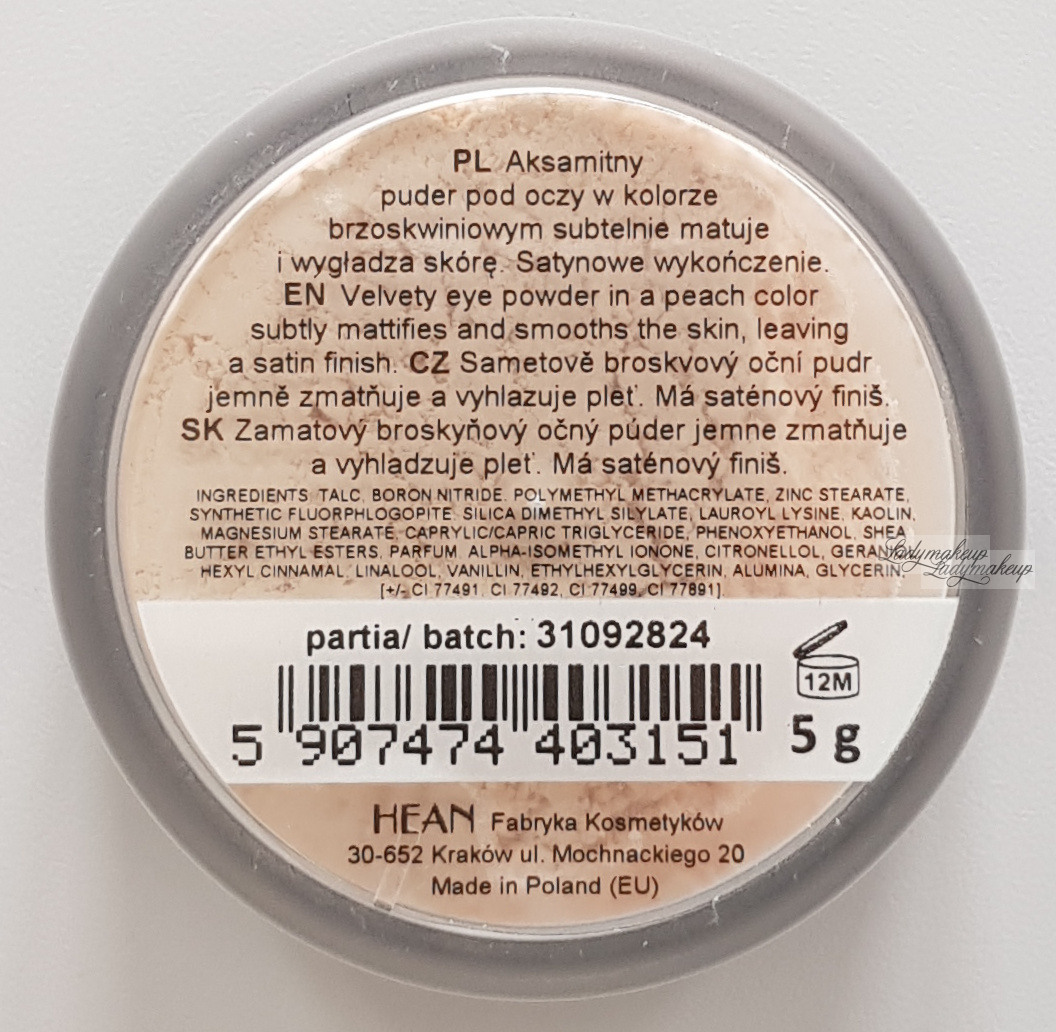 PL Aksamitny
puder pod oczy w kolorze
brzoskwiniowym subtelnie matuje
i wygładza skórę. Satynowe wykończenie.
EN Velvety eye powder in a peach color
subtly mattifies and smooths the skin, leaving
a satin finish. CZ Sametově broskvový oční pudr
jemně zmatňuje a vyhlazuje pleť. Má saténový finiš.
SK Zamatový broskyňový očný púder jemne zmatňuje
a vyhladzuje pleť. Má saténový finiš.
INGREDIENTS TALC, BORON NITRIDE, POLYMETHYL METHACRYLATE, ZINC STEARATE,
SYNTHETIC FLUORPHLOGOPITE, SILICA DIMETHYL SILYLATE, LAUROYL LYSINE, KAOLIN,
MAGNESIUM STEARATE, CAPRYLIC/CAPRIC TRIGLYCERIDE, PHENOXYETHANOL, SHEA
BUTTER ETHYL ESTERS, PARFUM, ALPHA-ISOMETHYL IONONE, CITRONELLOL,
HEXYL CINNAMAL, LINALOOL, VANILLIN, ETHYLHEXYLGLYCERIN, ALUMINA, GLYCERIN,
[+/- CI 77491, CI 77492, CI 77499, CI 77891]
Ladymakeup
Ladymakeup
partia/ batch: 31092824
12M
5 907474 403151
5 g
HEAN Fabryka Kosmetyków
30-652 Kraków ul. Mochnackiego 20
Made in Poland (EU)